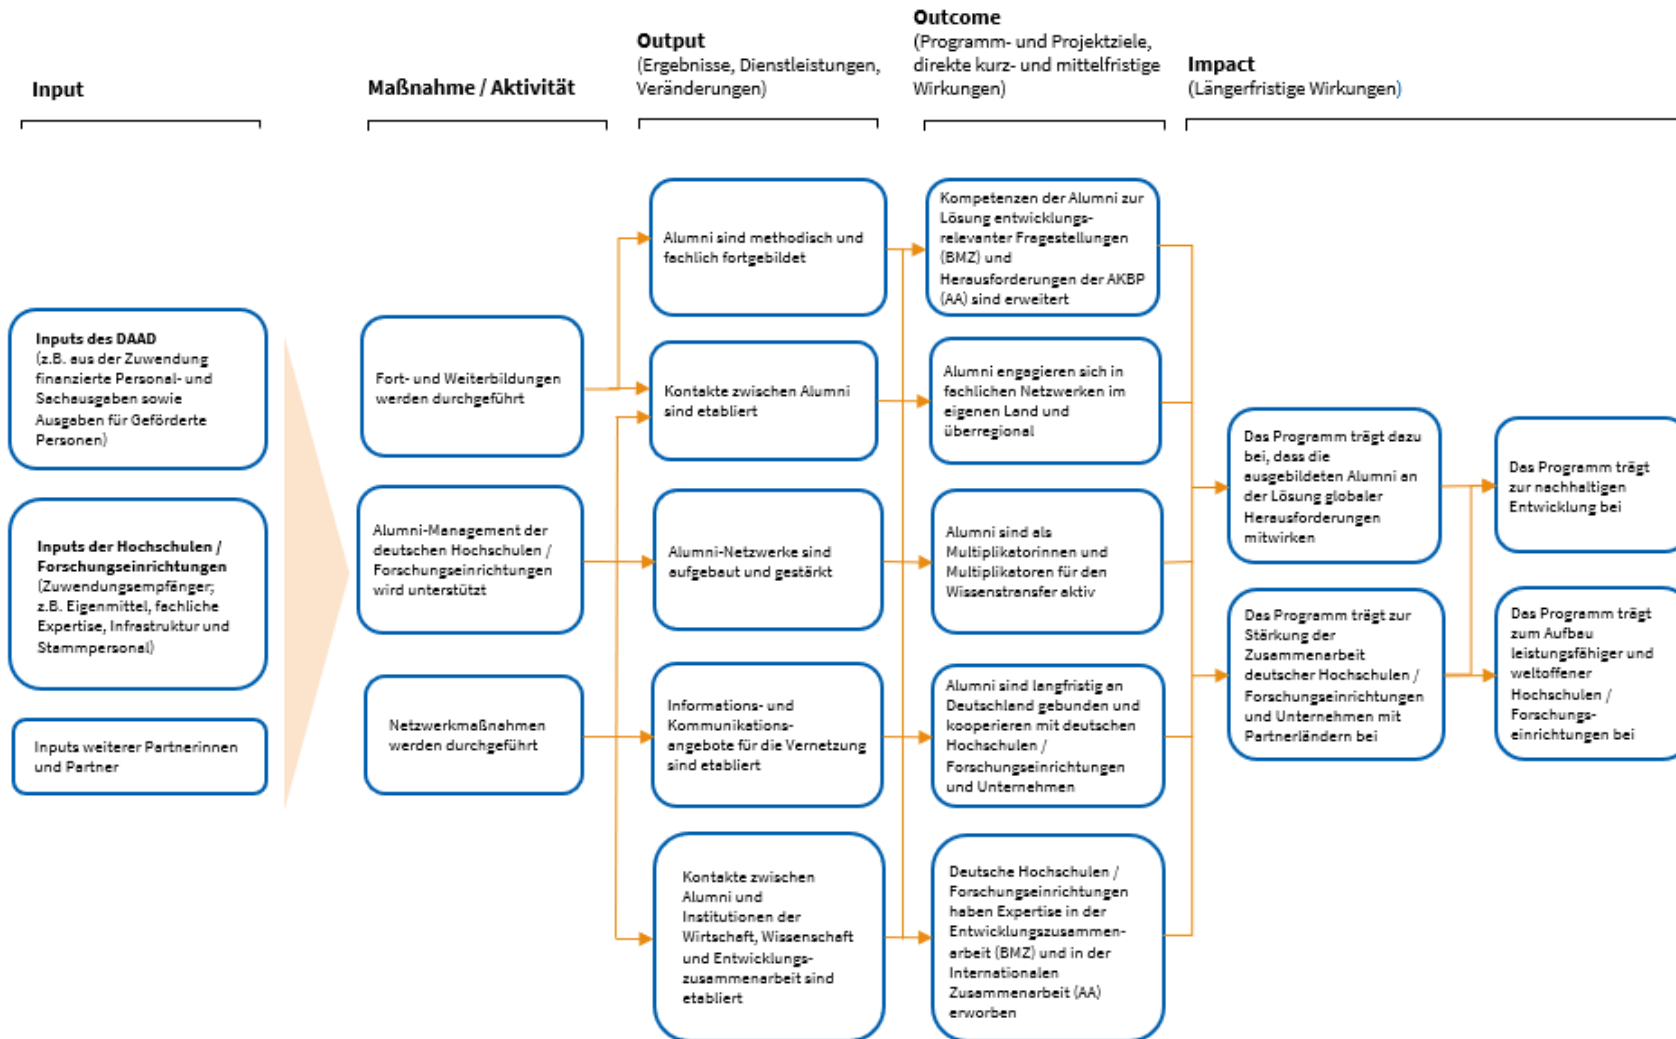 Input
Maßnahme / Aktivität
Output
(Ergebnisse, Dienstleistungen,
Veränderungen)
Outcome
(Programm- und Projektziele,
direkte kurz- und mittelfristige
Wirkungen)
Impact
(Längerfristige Wirkungen)
Inputs des DAAD
(z.B. aus der Zuwendung
finanzierte Personal- und
Sachausgaben sowie
Ausgaben für Geförderte
Personen)
Inputs der Hochschulen /
Forschungseinrichtungen
(Zuwendungsempfänger;
z.B. Eigenmittel, fachliche
Expertise, Infrastruktur und
Stammpersonal)
Inputs weiterer Partnerinnen
und Partner
Fort- und Weiterbildungen
werden durchgeführt
Alumni-Management der
deutschen Hochschulen /
Forschungseinrichtungen
wird unterstützt
Netzwerkmaßnahmen
werden durchgeführt
Alumni sind methodisch und
fachlich fortgebildet
Kontakte zwischen Alumni
sind etabliert
Alumni-Netzwerke sind
aufgebaut und gestärkt
Informations- und
Kommunikations-
angebote für die Vernetzung
sind etabliert
Kontakte zwischen
Alumni und
Institutionen der
Wirtschaft, Wissenschaft
und Entwicklungs-
zusammenarbeit sind
etabliert
Kompetenzen der Alumni zur
Lösung entwicklungs-
relevanter Fragestellungen
(BMZ) und
Herausforderungen der AKBP
(AA) sind erweitert
Alumni engagieren sich in
fachlichen Netzwerken im
eigenen Land und
überregional
Alumni sind als
Multiplikatorinnen und
Multiplikatoren für den
Wissenstransfer aktiv
Alumni sind langfristig an
Deutschland gebunden und
kooperieren mit deutschen
Hochschulen /
Forschungseinrichtungen
und Unternehmen
Deutsche Hochschulen /
Forschungseinrichtungen
haben Expertise in der
Entwicklungszusammen-
arbeit (BMZ) und in der
Internationalen
Zusammenarbeit (AA)
erworben
Das Programm trägt dazu
bei, dass die
ausgebildeten Alumni an
der Lösung globaler
Herausforderungen
mitwirken
Das Programm trägt zur
Stärkung der
Zusammenarbeit
deutscher Hochschulen /
Forschungseinrichtungen
und Unternehmen mit
Partnerländern bei
Das Programm trägt
zur nachhaltigen
Entwicklung bei
Das Programm trägt
zum Aufbau
leistungsfähiger und
weltoffener
Hochschulen /
Forschungs-
einrichtungen bei